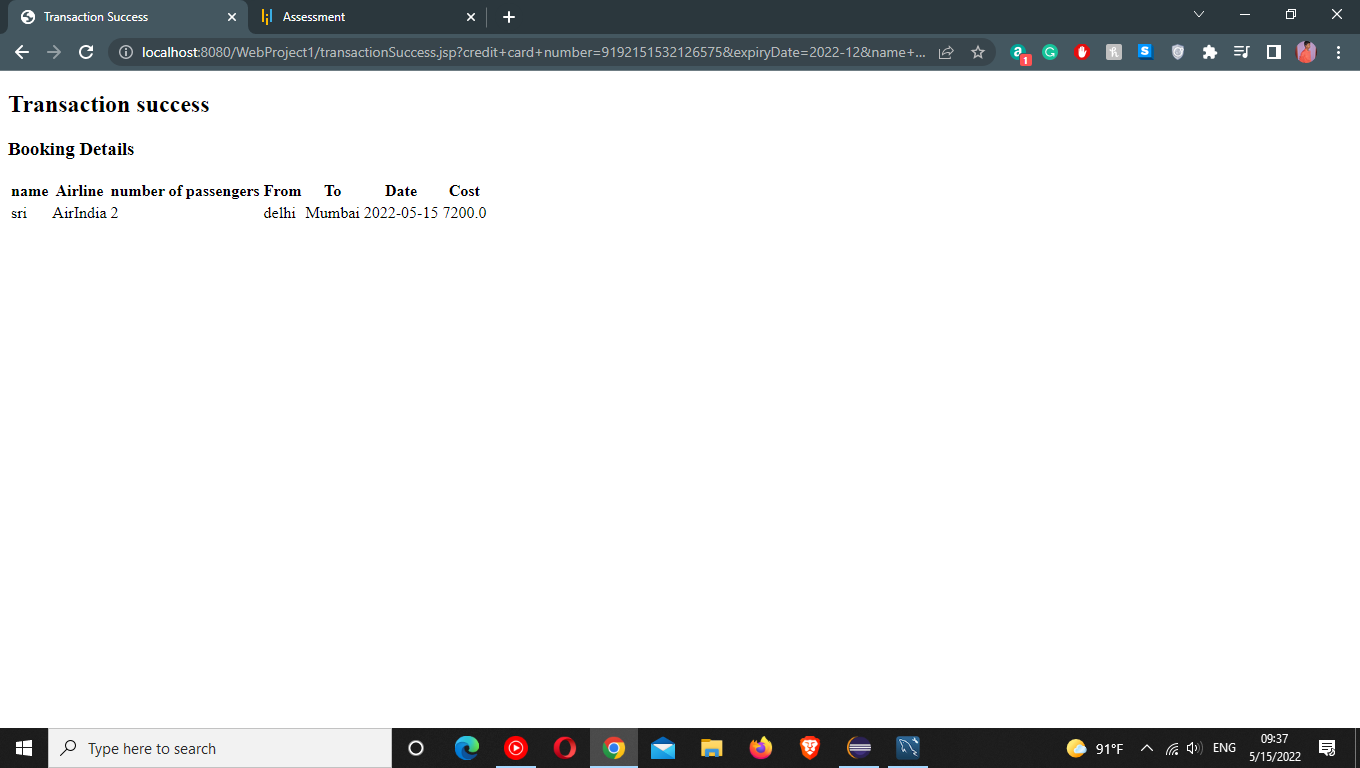 Transaction Success
Assessment
localhost:8080/WebProject1/transactionSuccess.jsp?credit+card+number=9192151532126575&expiryDate=2022-12&name+...
1
Transaction success
Booking Details
name Airline number of passengers From To Date Cost
sri AirIndia 2 delhi Mumbai 2022-05-15 7200.0
Type here to search
91°F
ENG
09:37
5/15/2022